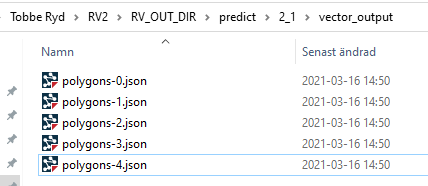 Tobbe Ryd > RV2 > RV_OUT_DIR > predict > 2_1 > vector_output
Namn Senast ändrad
polygons-0.json 2021-03-16 14:50
polygons-1.json 2021-03-16 14:50
polygons-2.json 2021-03-16 14:50
polygons-3.json 2021-03-16 14:50
polygons-4.json 2021-03-16 14:50